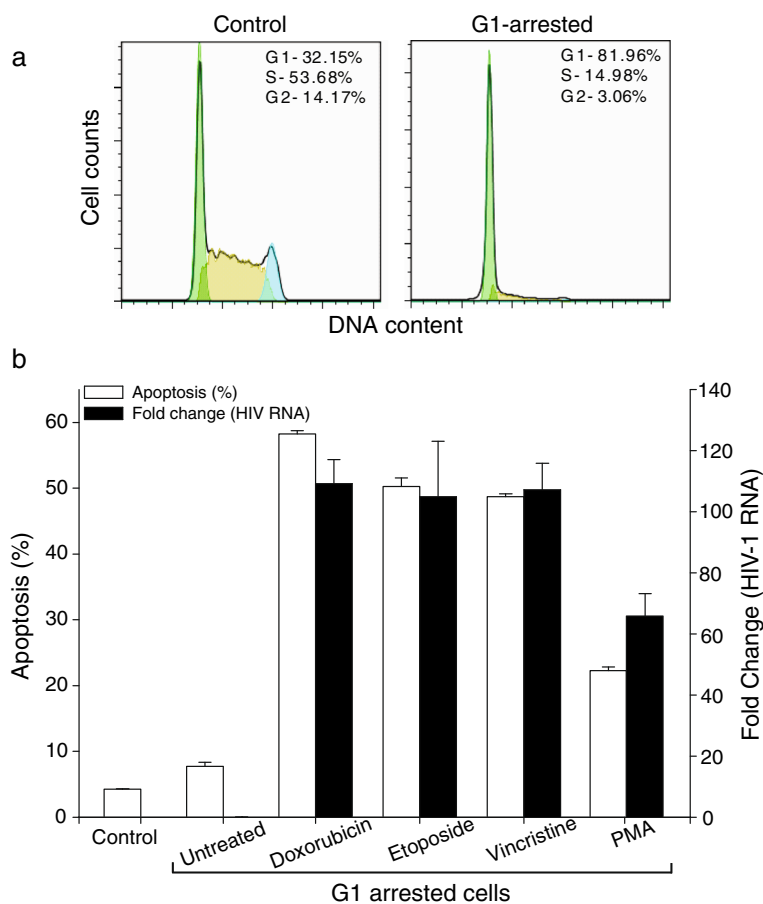 a
Control
G1-arrested
G1- 32.15%
S- 53.68%
G2- 14.17%
G1- 81.96%
S- 14.98%
G2- 3.06%
Cell counts
DNA content
b
Apoptosis (%)
Fold change (HIV RNA)
60
50
40
30
20
10
0
Apoptosis (%)
140
120
100
80
60
40
20
0
Fold Change (HIV-1 RNA)
Control
Untreated
Doxorubicin
Etoposide
Vincristine
PMA
G1 arrested cells